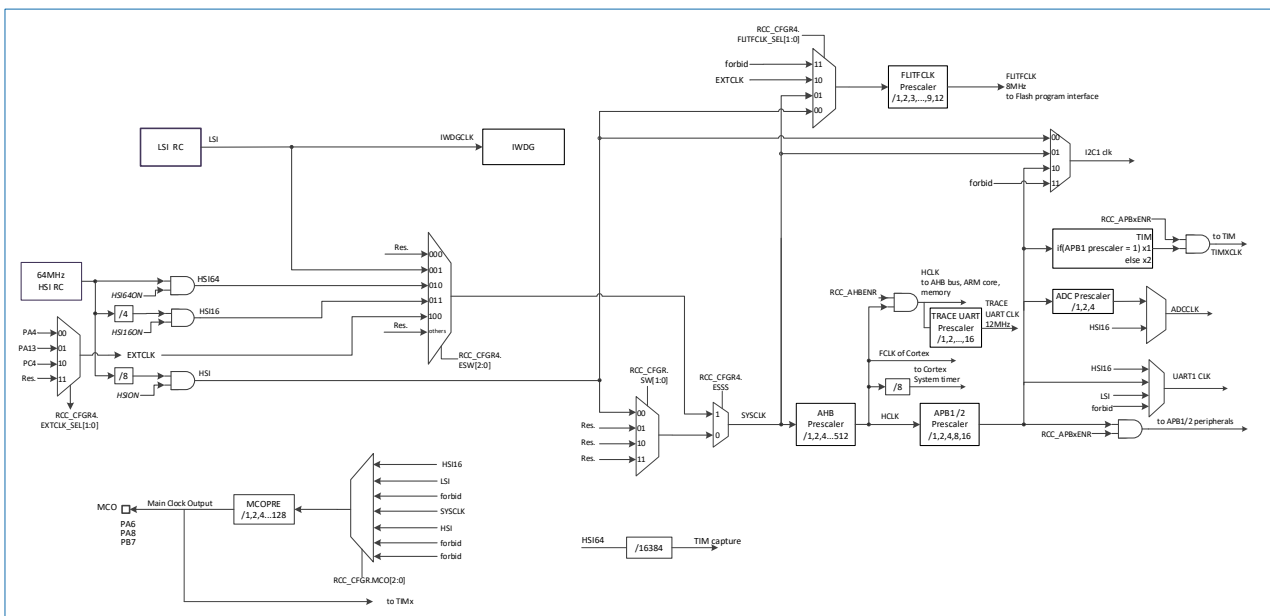 RCC_CFGR4.
FLITFCLK_SEL[1:0]
forbid
11
EXTCLK
10
01
00
FLITFCLK
Prescaler
/1,2,3,...,9,12
FLITFCLK
8MHz
to Flash program interface
LSI RC
LSI
IWDGCLK
IWDG
00
01
10
forbid
11
I2C1 clk
64MHz
HSI RC
HSI64ON
HSI64
/4
HSI16ON
HSI16
/8
HSION
HSI
PA4
00
PA13
01
PC4
10
Res.
11
EXTCLK
RCC_CFGR4.
EXTCLK_SEL[1:0]
Res.
000
001
010
011
100
Res.
others
RCC_CFGR4.
ESW[2:0]
RCC_CFGR.
SW[1:0]
00
Res.
01
Res.
10
Res.
11
RCC_CFGR4.
ESSS
1
0
SYSCLK
AHB
Prescaler
/1,2,4...512
HCLK
APB1/2
Prescaler
/1,2,4,8,16
RCC_AHBENR
HCLK
to AHB bus, ARM core,
memory
TRACE UART
Prescaler
/1,2,...,16
TRACE
UART CLK
12MHz
FCLK of Cortex
/8
to Cortex
System timer
RCC_APBxENR
TIM
if(APB1 prescaler = 1) x1
else x2
to TIM
TIMXCLK
ADC Prescaler
/1,2,4
HSI16
ADCCLK
HSI16
LSI
forbid
UART1 CLK
RCC_APBxENR
to APB1/2 peripherals
MCO
PA6
PA8
PB7
Main Clock Output
MCOPRE
/1,2,4...128
HSI16
LSI
forbid
SYSCLK
HSI
forbid
forbid
RCC_CFGR.MCO[2:0]
to TIMx
HSI64
/16384
TIM capture